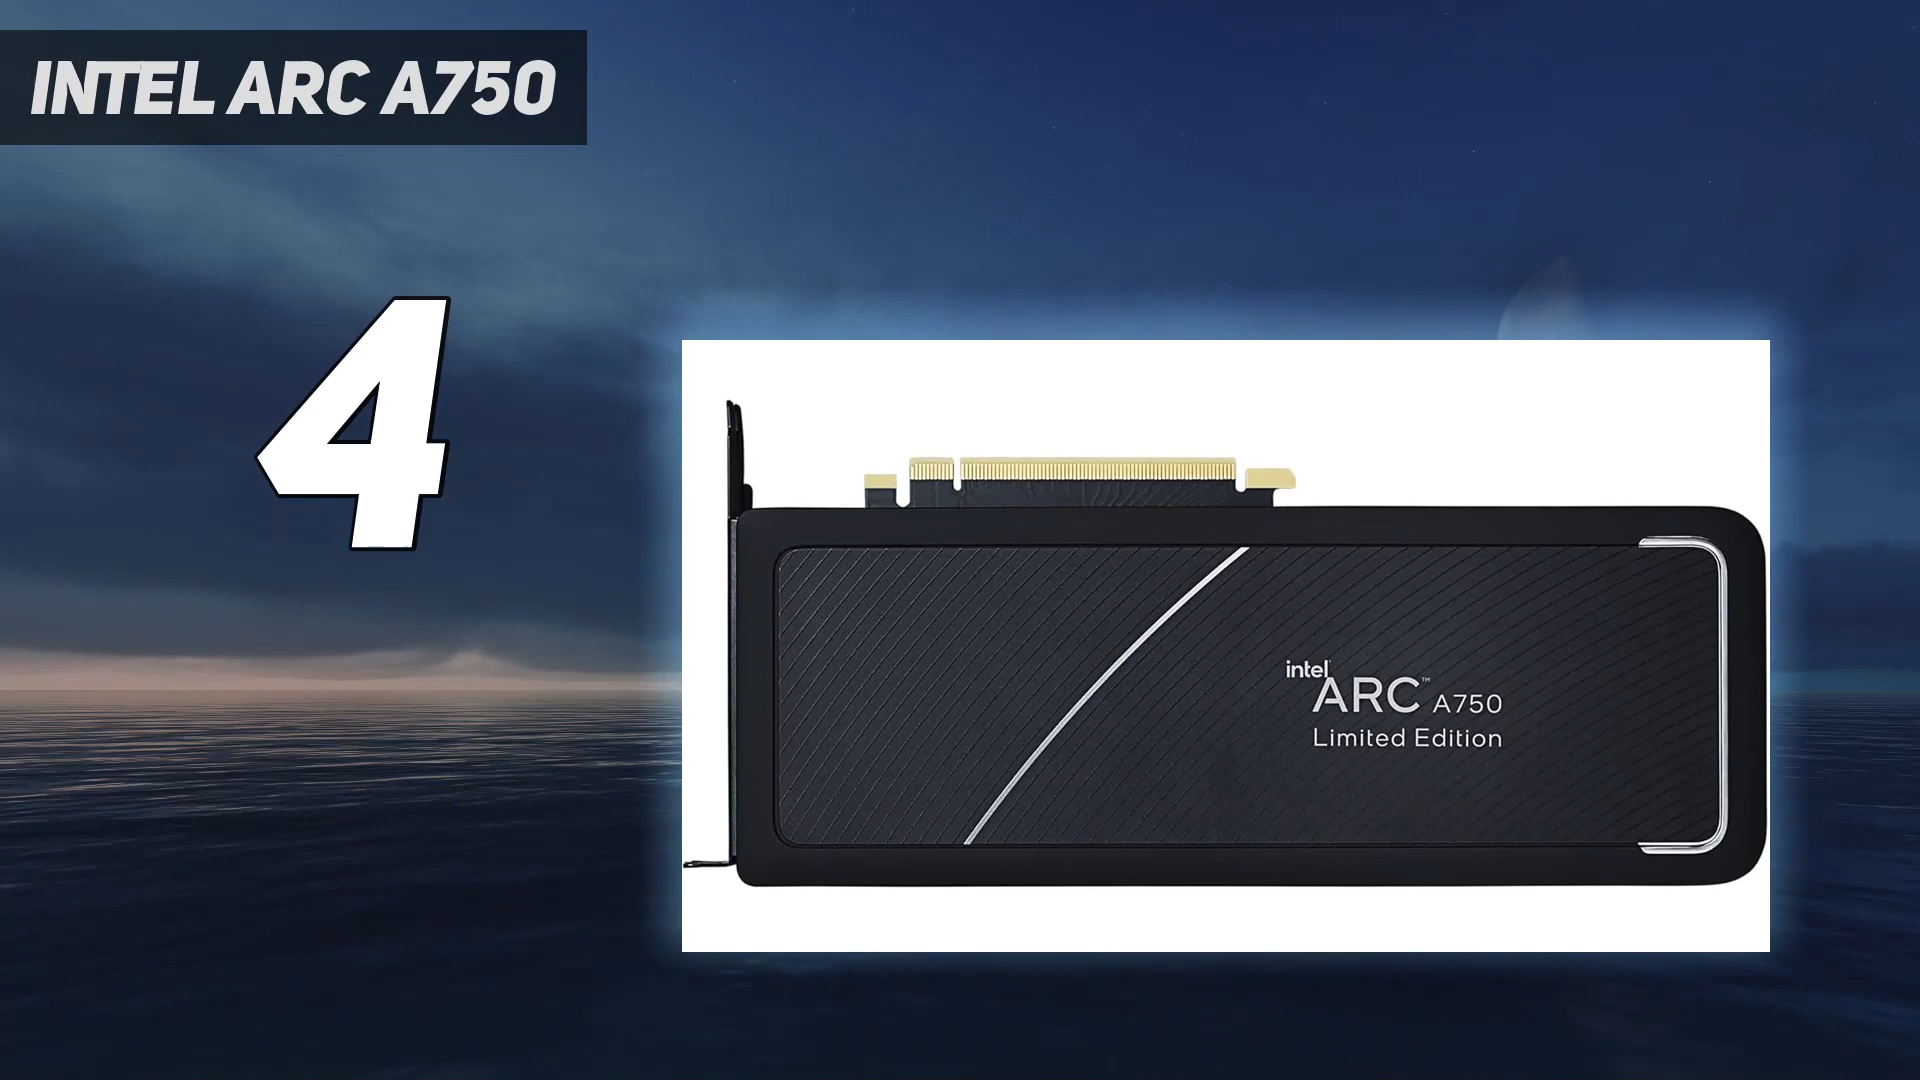 INTEL ARC A750
4
intel
ARC™ A750
Limited Edition